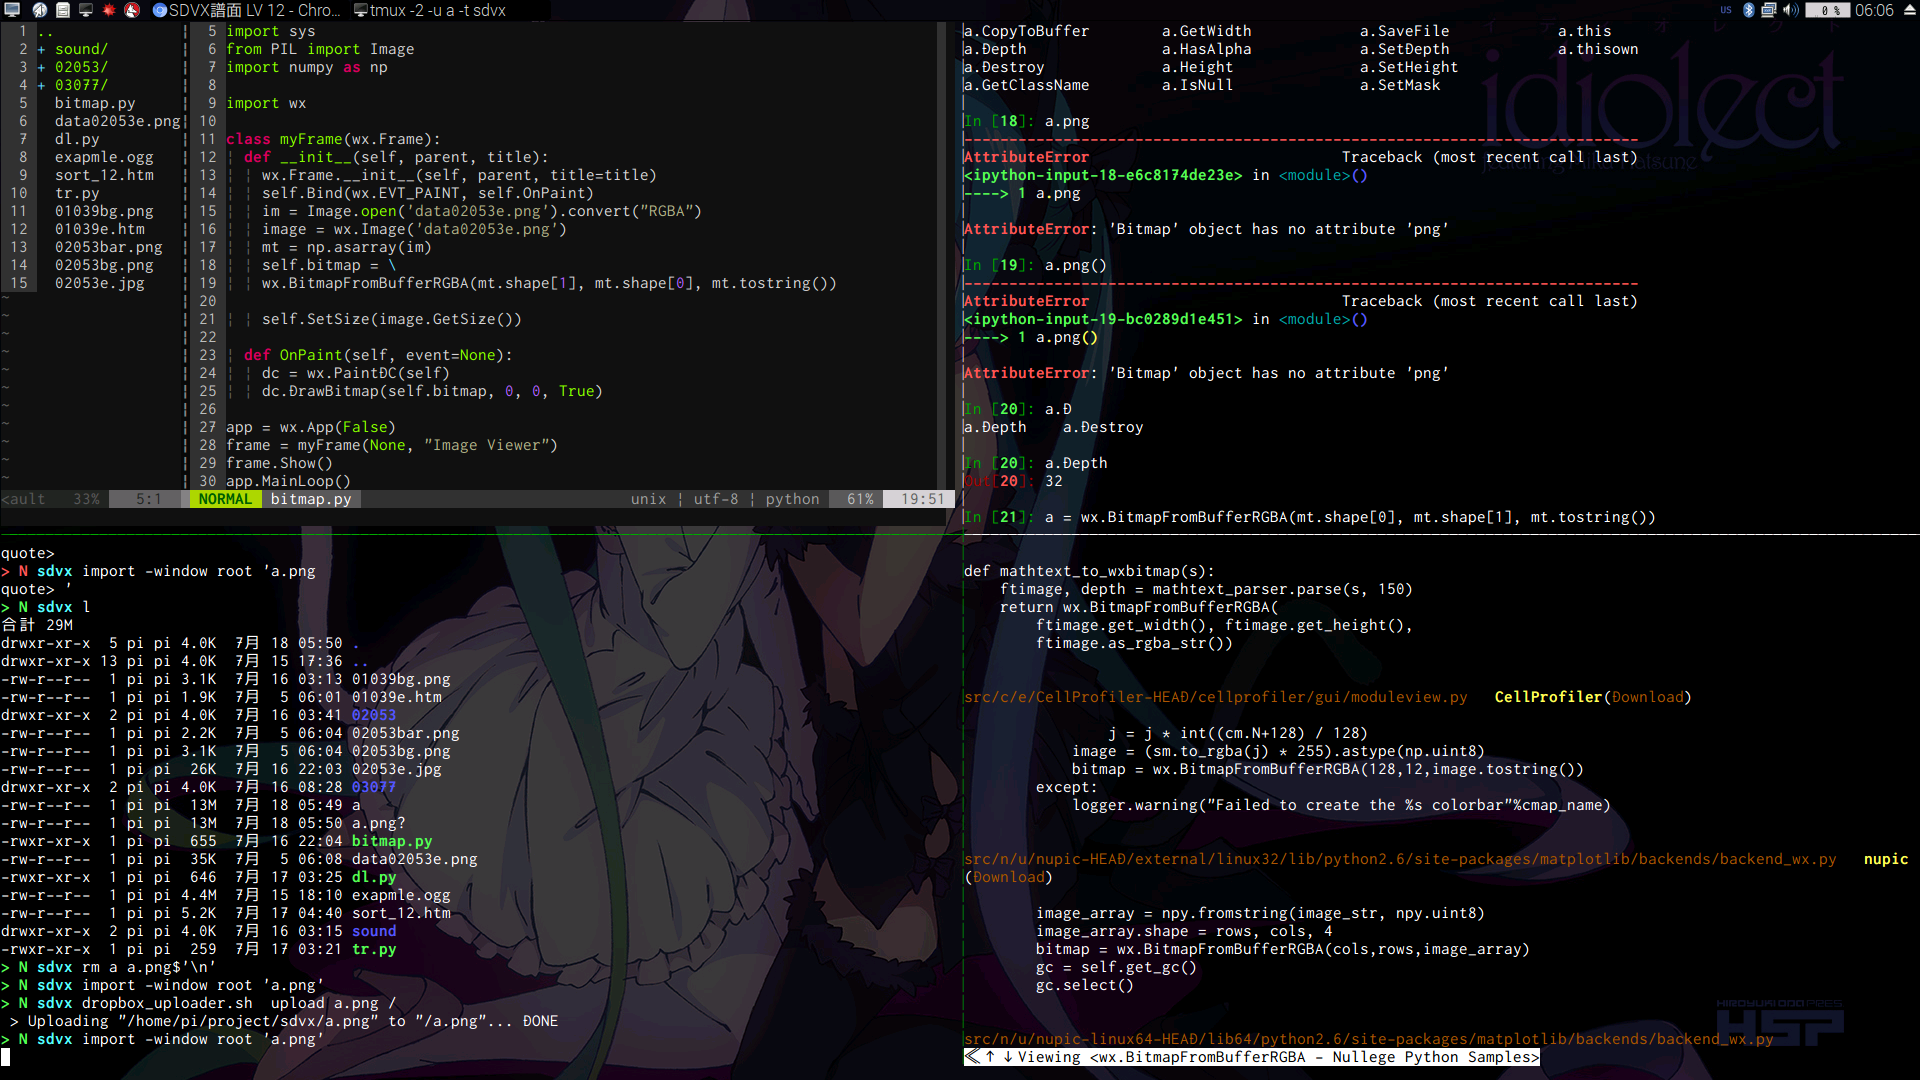 SDVX譜面 LV 12 - Chro... tmux -2 -u a -t sdvx
US 0 % 06:06
1 ..
2 + sound/
3 + 02053/
4 + 03077/
5 bitmap.py
6 data02053e.png
7 dl.py
8 exapmle.ogg
9 sort_12.htm
10 tr.py
11 01039bg.png
12 01039e.htm
13 02053bar.png
14 02053bg.png
15 02053e.jpg
~
~
~
~
~
~
~
~
~
~
~
<ault 33% 5:1
5 import sys
6 from PIL import Image
7 import numpy as np
8
9 import wx
10
11 class myFrame(wx.Frame):
12 ¦ def __init__(self, parent, title):
13 ¦ ¦ wx.Frame.__init__(self, parent, title=title)
14 ¦ ¦ self.Bind(wx.EVT_PAINT, self.OnPaint)
15 ¦ ¦ im = Image.open('data02053e.png').convert("RGBA")
16 ¦ ¦ image = wx.Image('data02053e.png')
17 ¦ ¦ mt = np.asarray(im)
18 ¦ ¦ self.bitmap = \
19 ¦ ¦ wx.BitmapFromBufferRGBA(mt.shape[1], mt.shape[0], mt.tostring())
20
21 ¦ ¦ self.SetSize(image.GetSize())
22
23 ¦ def OnPaint(self, event=None):
24 ¦ ¦ dc = wx.PaintĐC(self)
25 ¦ ¦ dc.ĐrawBitmap(self.bitmap, 0, 0, True)
26
27 app = wx.App(False)
28 frame = myFrame(None, "Image Viewer")
29 frame.Show()
30 app.MainLoop()
NORMAL bitmap.py unix ¦ utf-8 ¦ python 61% 19:51
a.CopyToBuffer a.GetWidth a.SaveFile a.this
a.Đepth a.HasAlpha a.SetĐepth a.thisown
a.Đestroy a.Height a.SetHeight
a.GetClassName a.IsNull a.SetMask
idiolect
In [18]: a.png
---------------------------------------------------------------------------
AttributeError Traceback (most recent call last)
<ipython-input-18-e6c8174de23e> in <module>()
----> 1 a.png
AttributeError: 'Bitmap' object has no attribute 'png'
In [19]: a.png()
---------------------------------------------------------------------------
AttributeError Traceback (most recent call last)
<ipython-input-19-bc0289d1e451> in <module>()
----> 1 a.png()
AttributeError: 'Bitmap' object has no attribute 'png'
In [20]: a.Đ
a.Đepth a.Đestroy
In [20]: a.Đepth
Out[20]: 32
In [21]: a = wx.BitmapFromBufferRGBA(mt.shape[0], mt.shape[1], mt.tostring())
quote>
> N sdvx import -window root 'a.png
quote> '
> N sdvx l
合計 29M
drwxr-xr-x 5 pi pi 4.0K 7月 18 05:50 .
drwxr-xr-x 13 pi pi 4.0K 7月 15 17:36 ..
-rw-r--r-- 1 pi pi 3.1K 7月 16 03:13 01039bg.png
-rw-r--r-- 1 pi pi 1.9K 7月 5 06:01 01039e.htm
drwxr-xr-x 2 pi pi 4.0K 7月 16 03:41 02053
-rw-r--r-- 1 pi pi 2.2K 7月 5 06:04 02053bar.png
-rw-r--r-- 1 pi pi 3.1K 7月 5 06:04 02053bg.png
-rw-r--r-- 1 pi pi 26K 7月 16 22:03 02053e.jpg
drwxr-xr-x 2 pi pi 4.0K 7月 16 08:28 03077
-rw-r--r-- 1 pi pi 13M 7月 18 05:49 a
-rw-r--r-- 1 pi pi 13M 7月 18 05:50 a.png?
-rwxr-xr-x 1 pi pi 655 7月 16 22:04 bitmap.py
-rw-r--r-- 1 pi pi 35K 7月 5 06:08 data02053e.png
-rwxr-xr-x 1 pi pi 646 7月 17 03:25 dl.py
-rw-r--r-- 1 pi pi 4.4M 7月 15 18:10 exapmle.ogg
-rw-r--r-- 1 pi pi 5.2K 7月 17 04:40 sort_12.htm
drwxr-xr-x 2 pi pi 4.0K 7月 16 03:15 sound
-rwxr-xr-x 1 pi pi 259 7月 17 03:21 tr.py
> N sdvx rm a a.png$'\n'
> N sdvx import -window root 'a.png'
> N sdvx dropbox_uploader.sh upload a.png /
> Uploading "/home/pi/project/sdvx/a.png" to "/a.png"... ĐONE
> N sdvx import -window root 'a.png'
def mathtext_to_wxbitmap(s):
ftimage, depth = mathtext_parser.parse(s, 150)
return wx.BitmapFromBufferRGBA(
ftimage.get_width(), ftimage.get_height(),
ftimage.as_rgba_str())
src/c/e/CellProfiler-HEAĐ/cellprofiler/gui/moduleview.py CellProfiler(Đownload)
j = j * int((cm.N+128) / 128)
image = (sm.to_rgba(j) * 255).astype(np.uint8)
bitmap = wx.BitmapFromBufferRGBA(128,12,image.tostring())
except:
logger.warning("Failed to create the %s colorbar"%cmap_name)
src/n/u/nupic-HEAĐ/external/linux32/lib/python2.6/site-packages/matplotlib/backends/backend_wx.py nupic
(Đownload)
image_array = npy.fromstring(image_str, npy.uint8)
image_array.shape = rows, cols, 4
bitmap = wx.BitmapFromBufferRGBA(cols,rows,image_array)
gc = self.get_gc()
gc.select()
HSP
src/n/u/nupic-linux64-HEAĐ/lib64/python2.6/site-packages/matplotlib/backends/backend_wx.py
≪↑↓Viewing <wx.BitmapFromBufferRGBA - Nullege Python Samples>